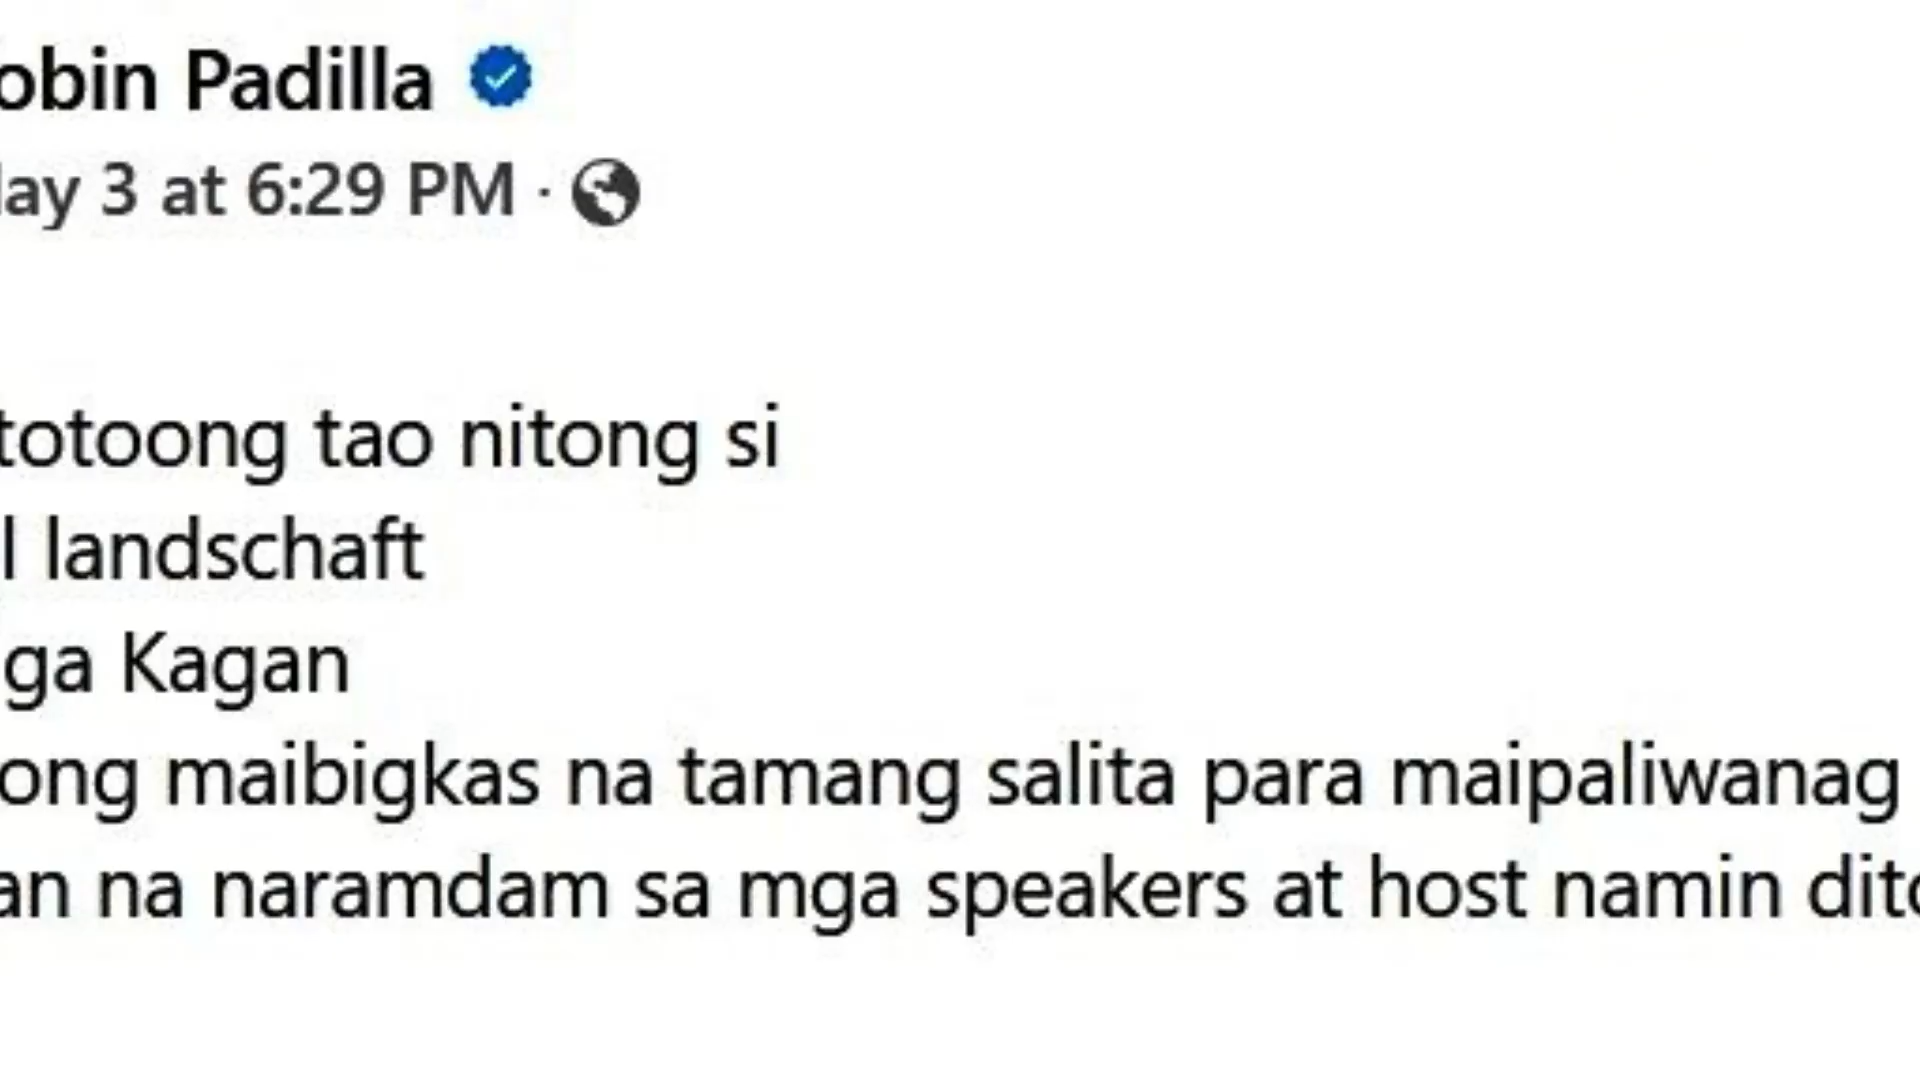 obin Padilla
ay 3 at 6:29 PM ·
totoong tao nitong si
l landschaft
ga Kagan
ong maibigkas na tamang salita para maipaliwanag
an na naramdam sa mga speakers at host namin dito